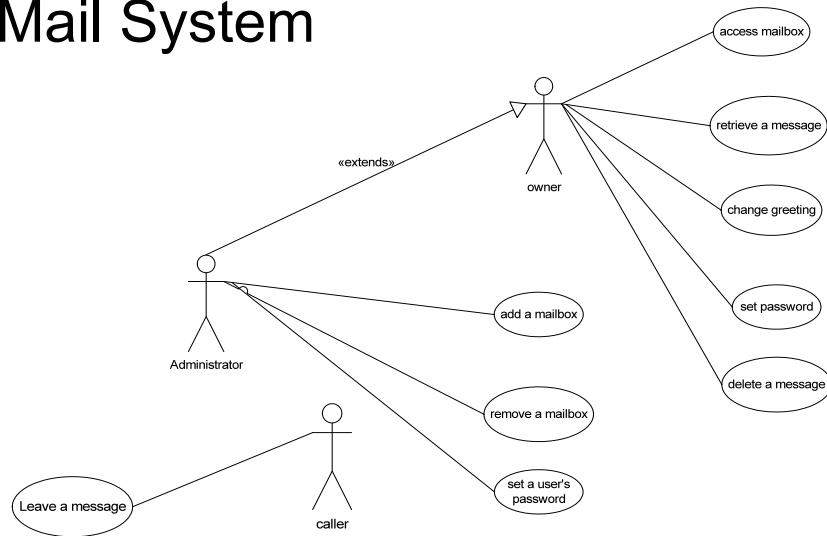 Mail System
access mailbox
retrieve a message
«extends»
owner
change greeting
set password
add a mailbox
Administrator
delete a message
remove a mailbox
set a user's
password
Leave a message
caller